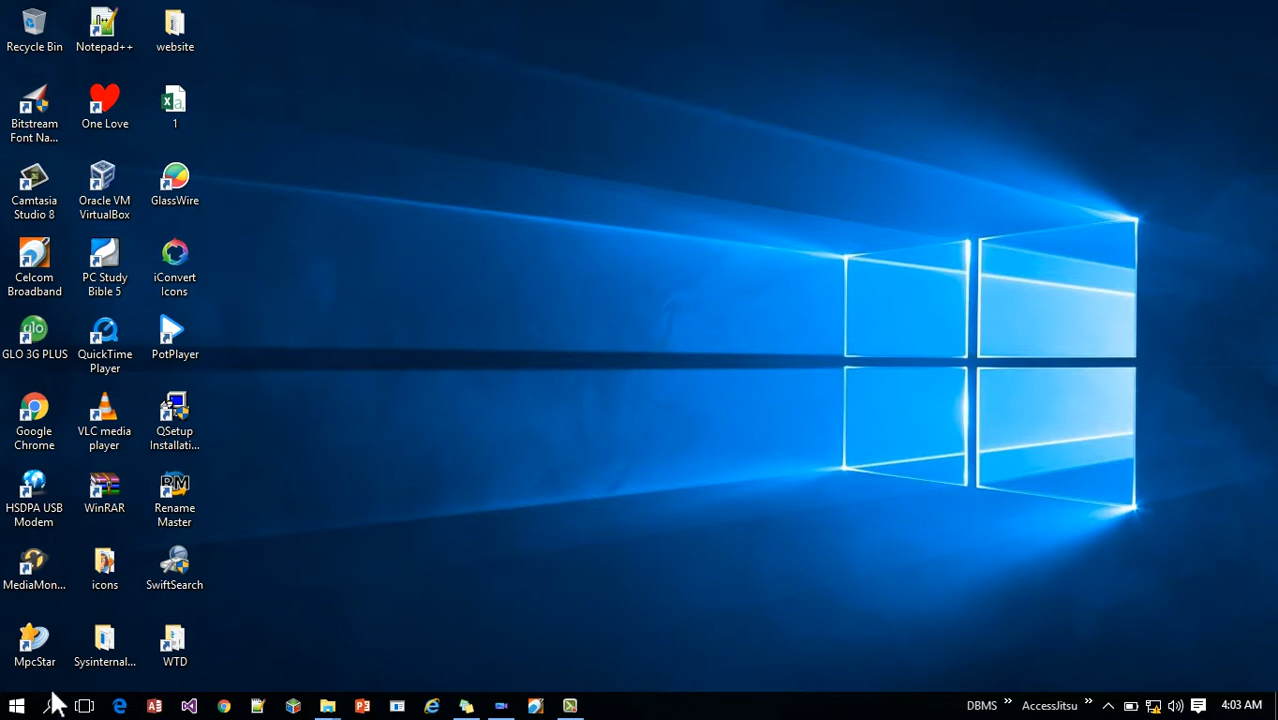 Recycle Bin
Notepad++
website
Bitstream
Font Na...
One Love
1
Camtasia
Studio 8
Oracle VM
VirtualBox
GlassWire
Celcom
Broadband
PC Study
Bible 5
iConvert
Icons
GLO 3G PLUS
QuickTime
Player
PotPlayer
Google
Chrome
VLC media
player
QSetup
Installati...
HSDPA USB
Modem
WinRAR
Rename
Master
MediaMon...
icons
SwiftSearch
MpcStar
Sysinternal...
WTD
DBMS
AccessJitsu
4:03 AM